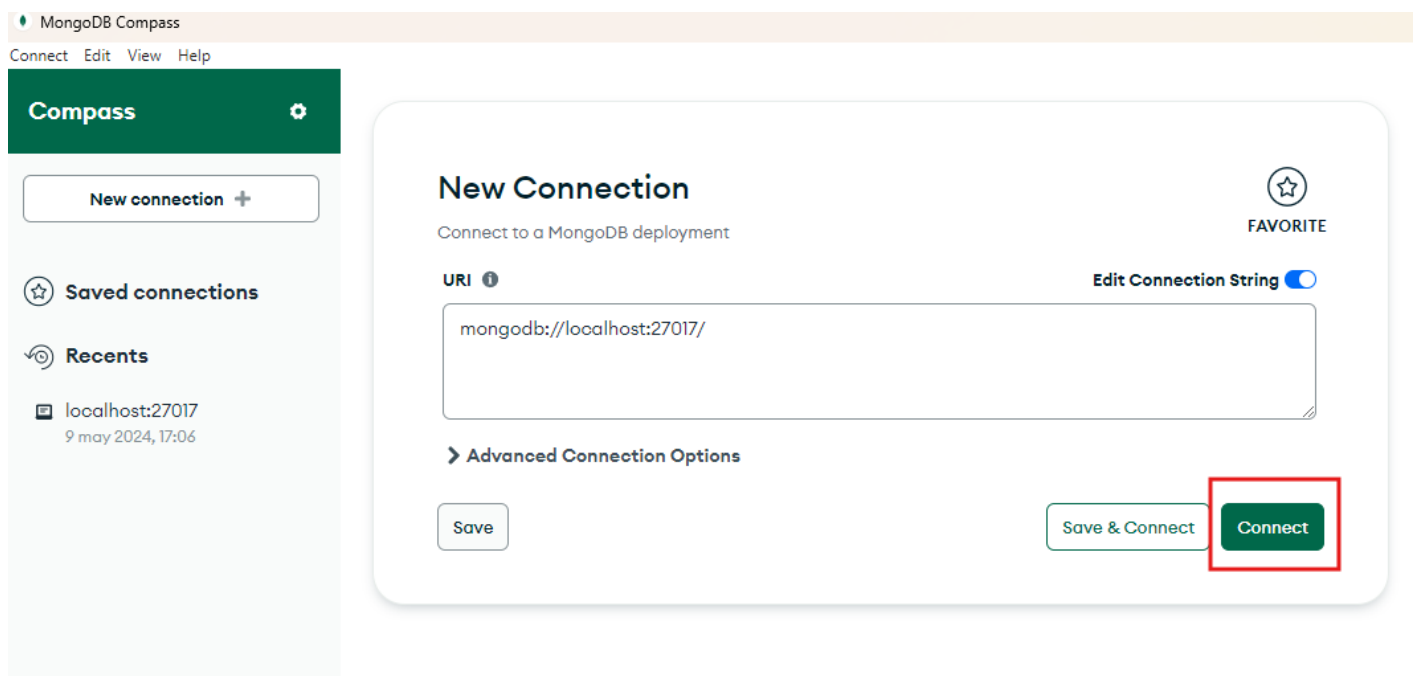 MongoDB Compass
Connect Edit View Help
Compass
New connection
Saved connections
Recents
localhost:27017
9 may 2024, 17:06
New Connection
Connect to a MongoDB deployment
FAVORITE
URI
Edit Connection String
mongodb://localhost:27017/
Advanced Connection Options
Save
Save & Connect
Connect